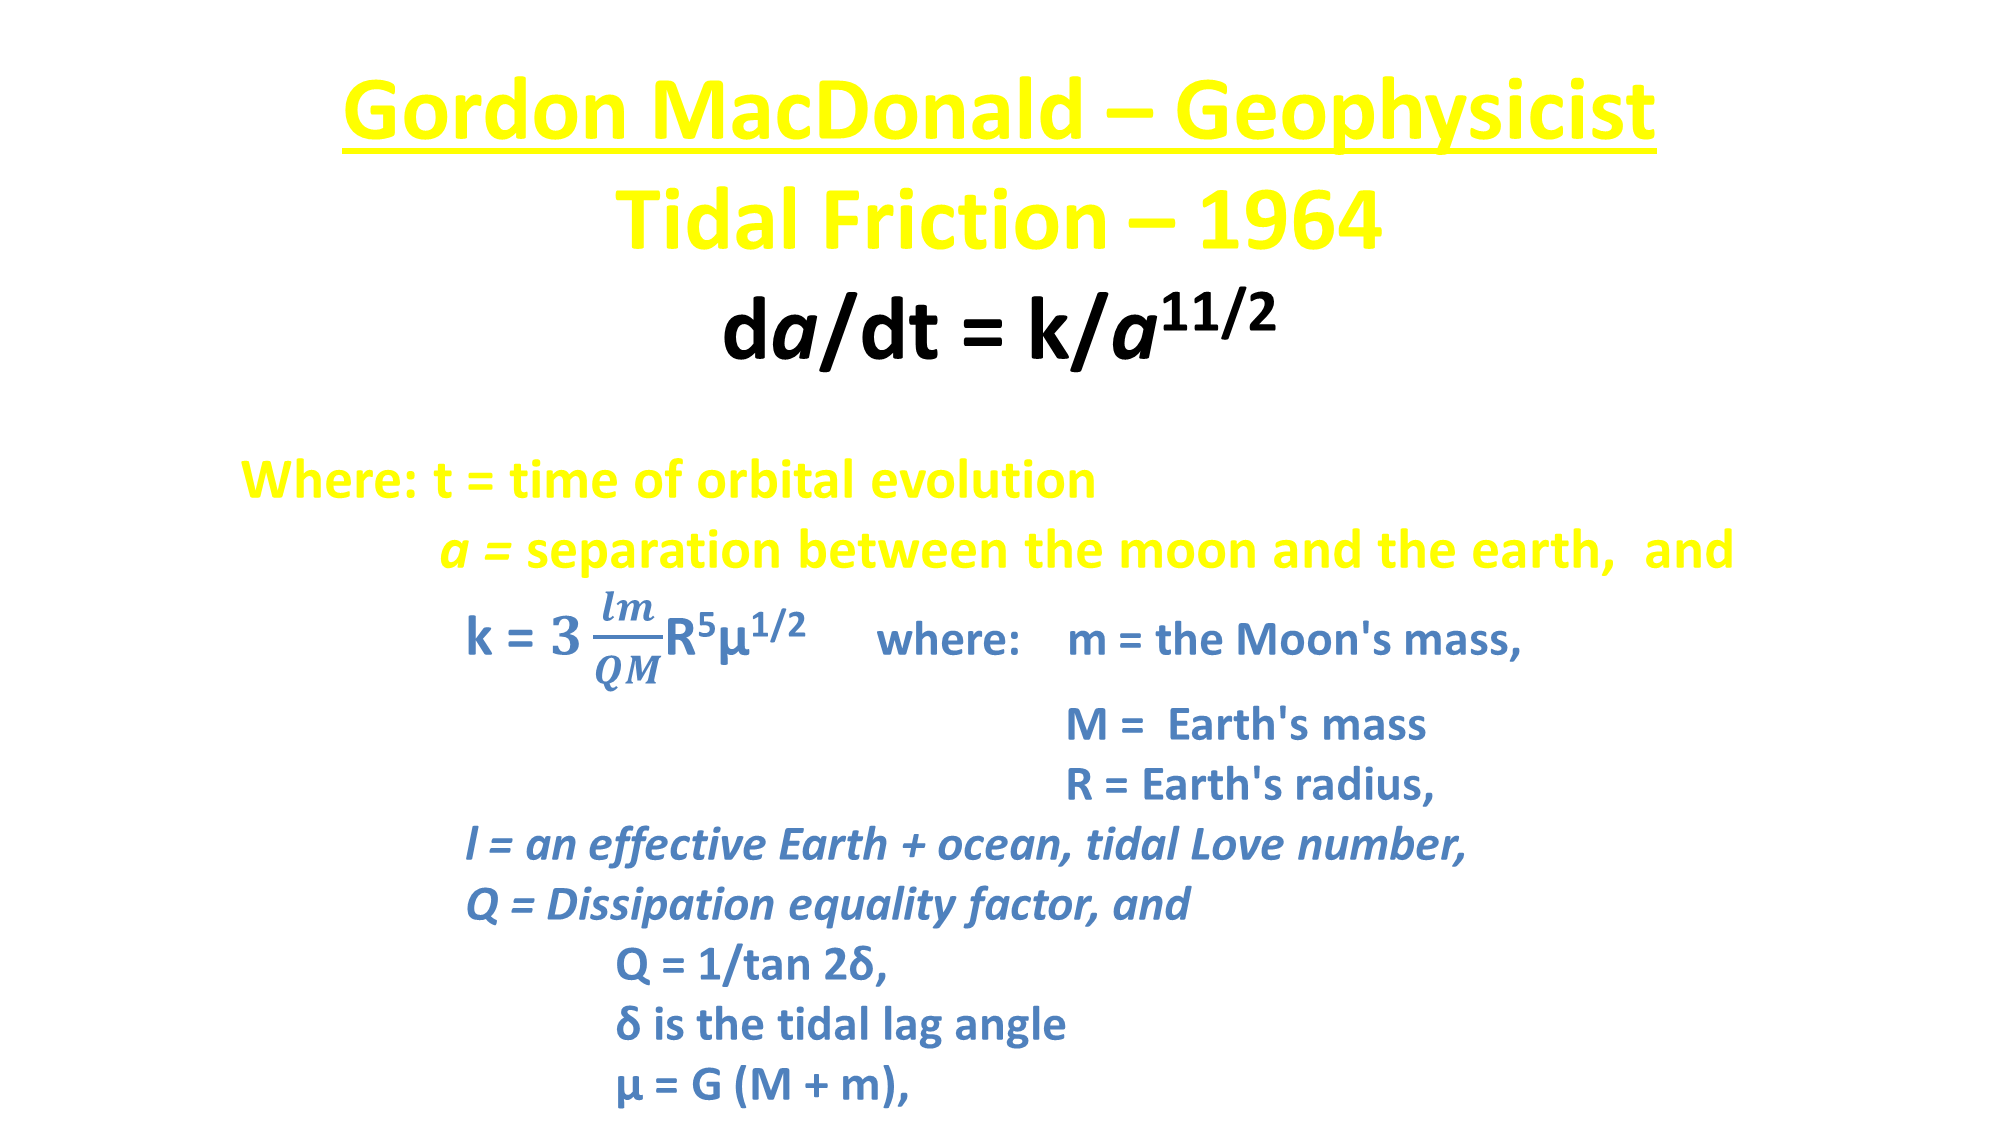 Gordon MacDonald – Geophysicist
Tidal Friction – 1964
da/dt = k/a^11/2
Where: t = time of orbital evolution
a = separation between the moon and the earth, and
k = 3 lm/QM R^5μ^1/2 where: m = the Moon's mass,
M = Earth's mass
R = Earth's radius,
l = an effective Earth + ocean, tidal Love number,
Q = Dissipation equality factor, and
Q = 1/tan 2δ,
δ is the tidal lag angle
μ = G (M + m),